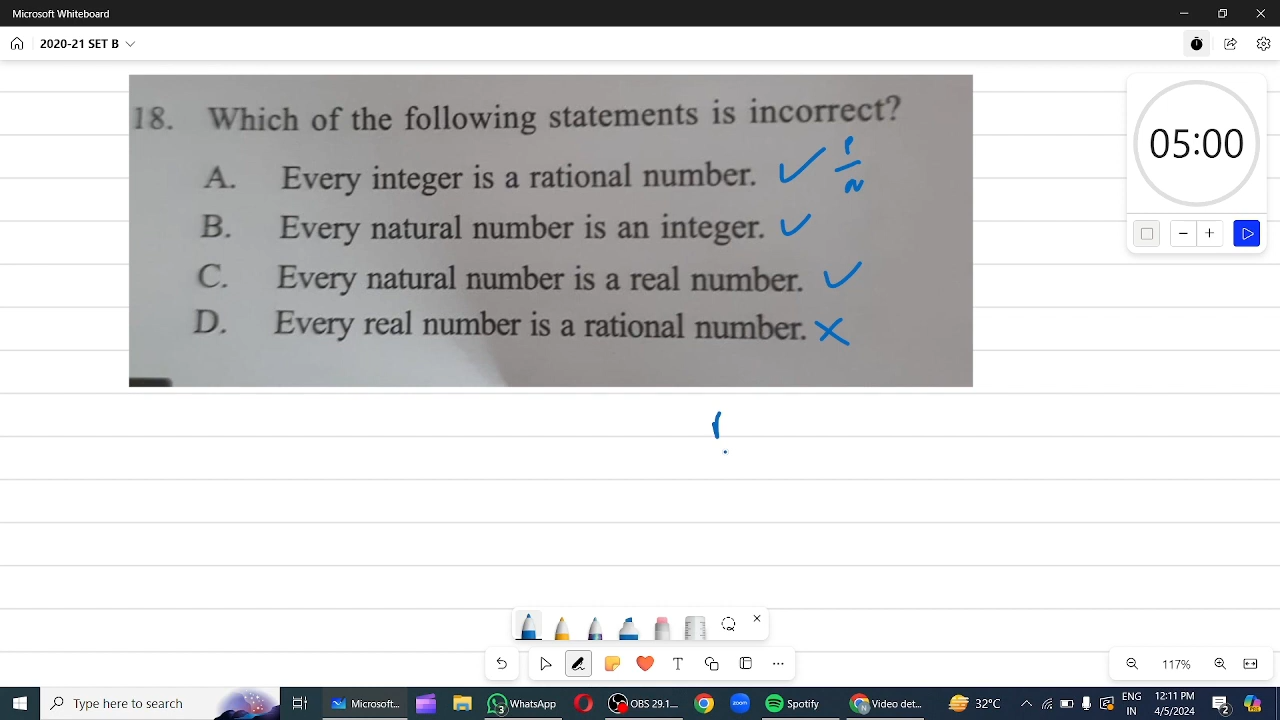 Microsoft Whiteboard
2020-21 SET B
18. Which of the following statements is incorrect?
A. Every integer is a rational number.
B. Every natural number is an integer.
C. Every natural number is a real number.
D. Every real number is a rational number.
05:00
117%
Type here to search
Microsoft...
WhatsApp
3
OBS 29.1...
zoom
Spotify
Video det...
32°C
ENG
IN
12:11 PM
4/5/2024
2